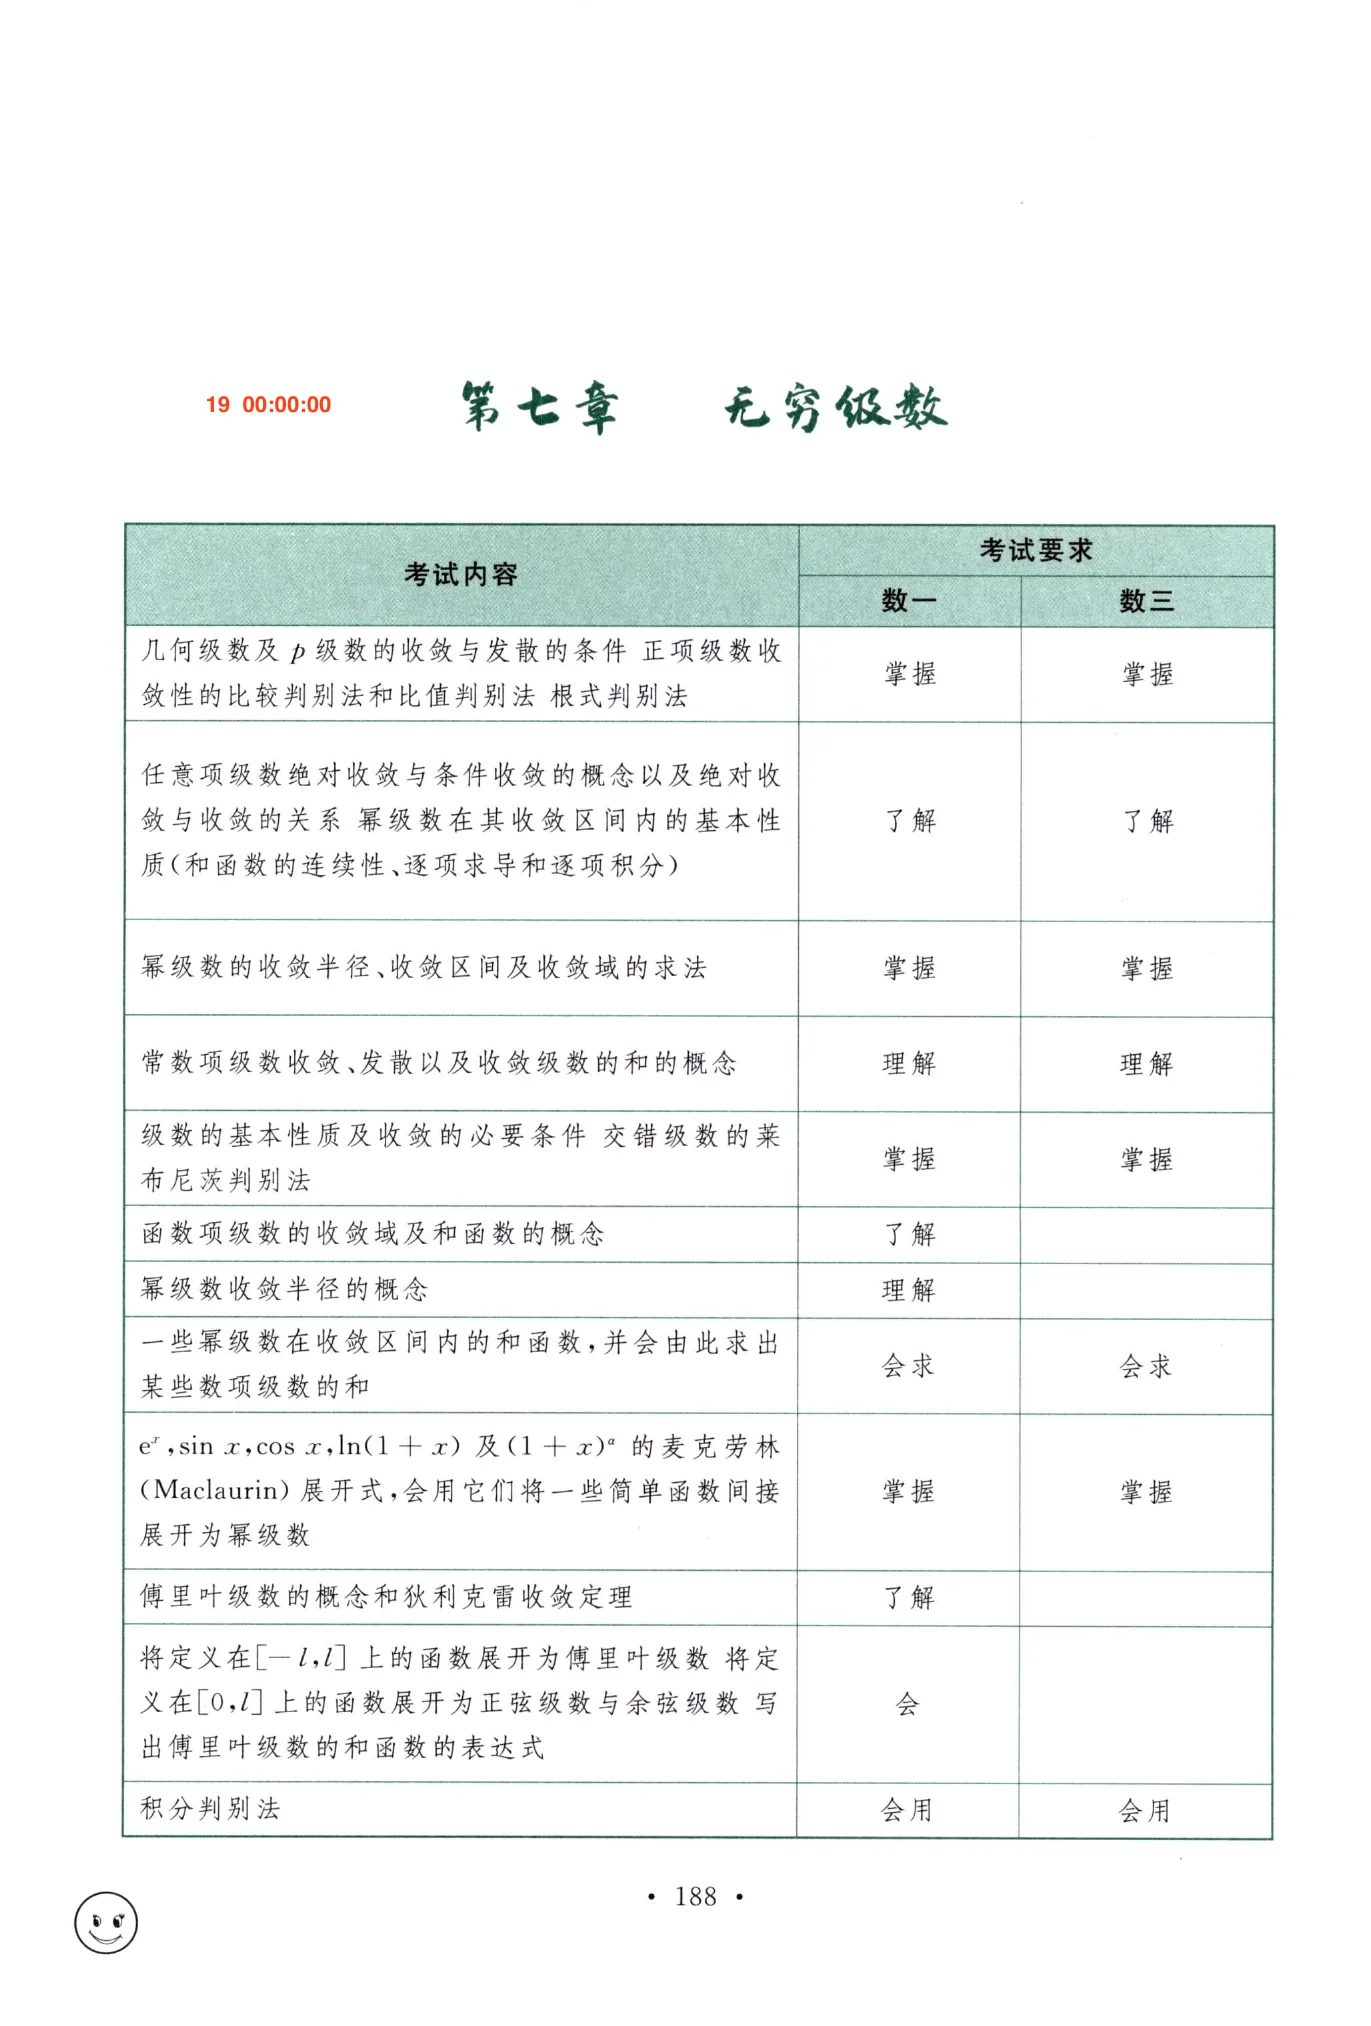 19 00:00:00
第七章 无穷级数
考试内容
考试要求
数一
数三
几何级数及 p 级数的收敛与发散的条件 正项级数收
敛性的比较判别法和比值判别法 根式判别法
掌握
掌握
任意项级数绝对收敛与条件收敛的概念以及绝对收
敛与收敛的关系 幂级数在其收敛区间内的基本性
质(和函数的连续性、逐项求导和逐项积分)
了解
了解
幂级数的收敛半径、收敛区间及收敛域的求法
掌握
掌握
常数项级数收敛、发散以及收敛级数的和的概念
理解
理解
级数的基本性质及收敛的必要条件 交错级数的莱
布尼茨判别法
掌握
掌握
函数项级数的收敛域及和函数的概念
了解
幂级数收敛半径的概念
理解
一些幂级数在收敛区间内的和函数,并会由此求出
某些数项级数的和
会求
会求
eˣ,sin x,cos x,ln(1＋x) 及(1＋x)ᵅ 的麦克劳林
(Maclaurin) 展开式,会用它们将一些简单函数间接
展开为幂级数
掌握
掌握
傅里叶级数的概念和狄利克雷收敛定理
了解
将定义在[－l,l] 上的函数展开为傅里叶级数 将定
义在[0,l] 上的函数展开为正弦级数与余弦级数 写
出傅里叶级数的和函数的表达式
会
积分判别法
会用
会用
• 188 •